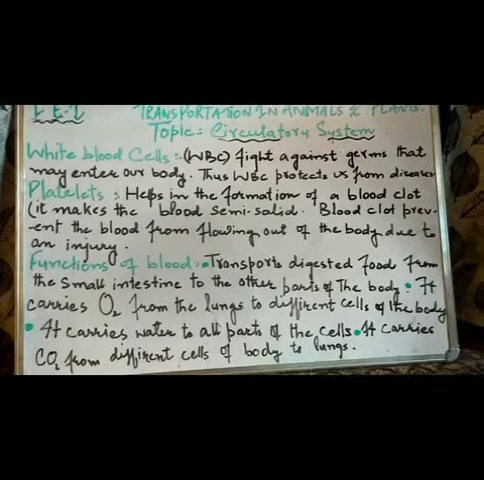 TRANSPORTATION IN ANIMALS & PLANTS.
Topic:- Circulatory System
White blood Cells :- (WBC) fight against germs that
may enter our body. Thus WBC protects us from diseases
Platelets : Helps in the formation of a blood clot
(it makes the blood semi-solid. Blood clot prev-
ent the blood from flowing out of the body due to
an injury.
Functions of blood:• Transports digested food from
the small intestine to the other parts of the body • It
carries O2 from the lungs to diffirent cells of the body
• It carries water to all parts of the cells • It carries
CO2 from diffirent cells of body to lungs.